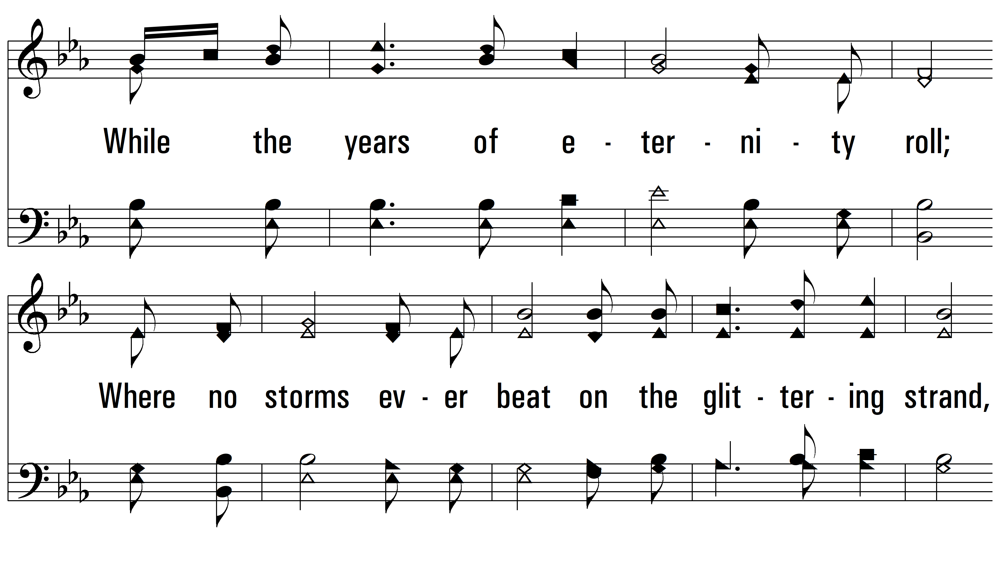 While the years of e - ter - ni - ty roll;
Where no storms ev - er beat on the glit - ter - ing strand,